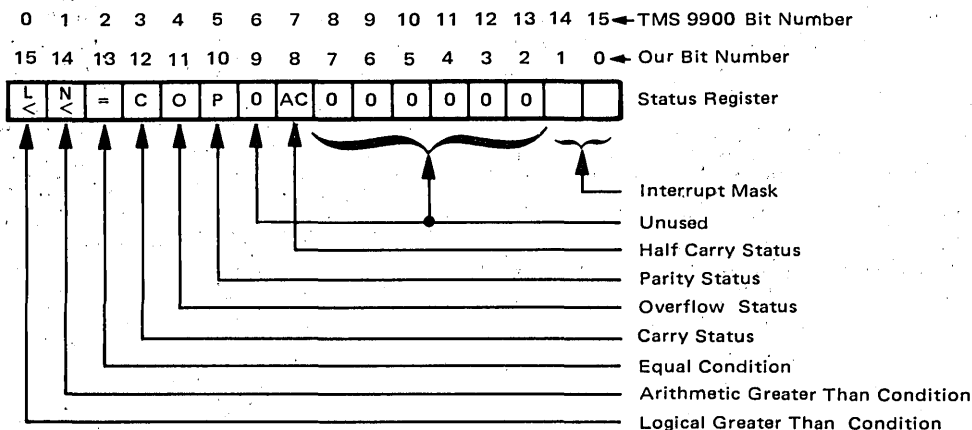 0 1 2 3 4 5 6 7 8 9 10 11 12 13 14 15 TMS 9900 Bit Number
15 14 13 12 11 10 9 8 7 6 5 4 3 2 1 0 Our Bit Number
L< N< = C O P 0 AC 0 0 0 0 0 0 Status Register
Interrupt Mask
Unused
Half Carry Status
Parity Status
Overflow Status
Carry Status
Equal Condition
Arithmetic Greater Than Condition
Logical Greater Than Condition